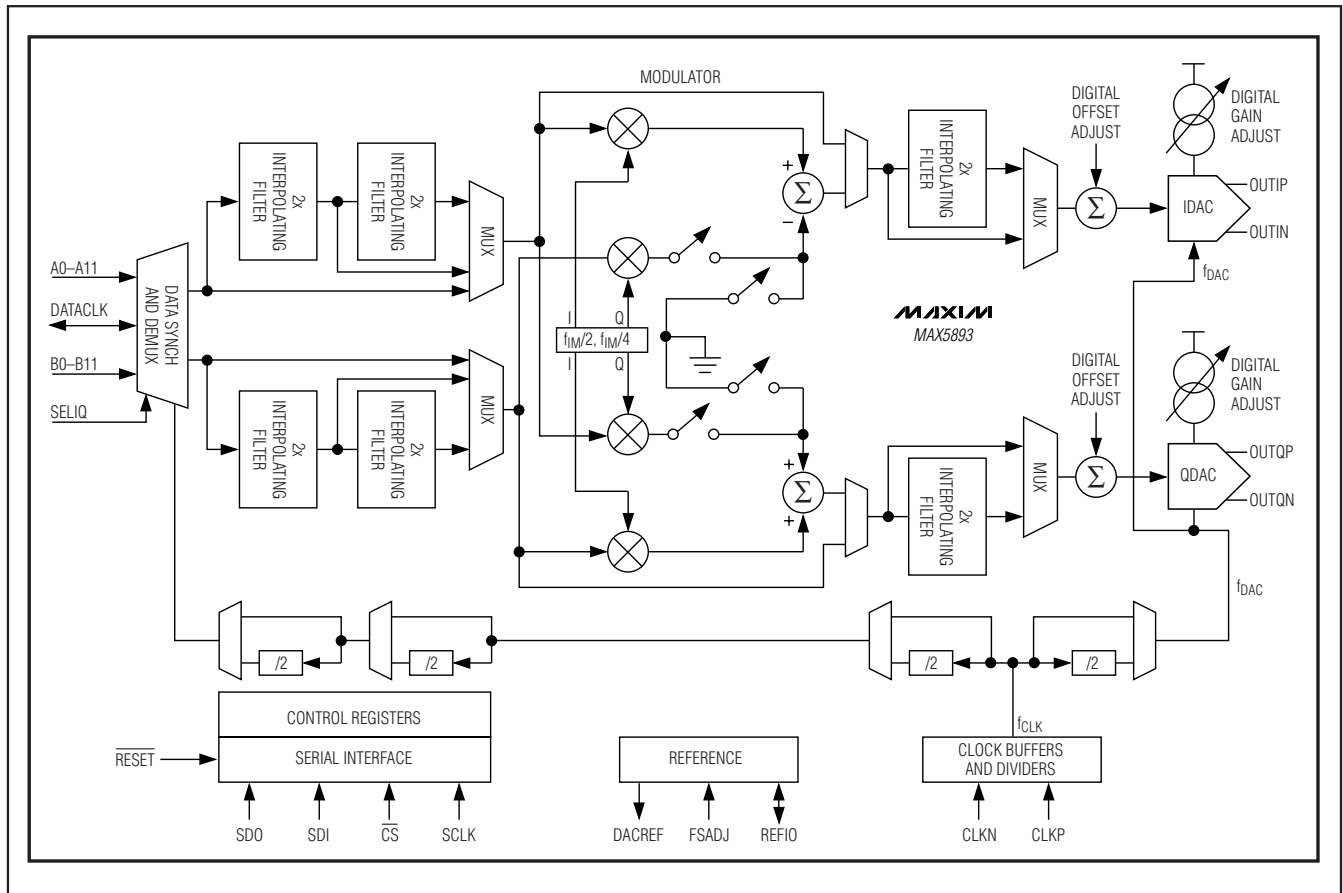 MODULATOR
DIGITAL
OFFSET
ADJUST
DIGITAL
GAIN
ADJUST
2x
INTERPOLATING
FILTER
2x
INTERPOLATING
FILTER
MUX
+
Σ
−
2x
INTERPOLATING
FILTER
MUX
Σ
IDAC
OUTIP
OUTIN
fDAC
A0–A11
DATACLK
B0–B11
SELIQ
DATA SYNCH
AND DEMUX
I
Q
fIM/2, fIM/4
I
Q
MAXIM
MAX5893
2x
INTERPOLATING
FILTER
2x
INTERPOLATING
FILTER
MUX
+
Σ
+
2x
INTERPOLATING
FILTER
MUX
DIGITAL
OFFSET
ADJUST
Σ
DIGITAL
GAIN
ADJUST
QDAC
OUTQP
OUTQN
fDAC
/2
/2
/2
/2
fCLK
CONTROL REGISTERS
SERIAL INTERFACE
RESET
SDO
SDI
CS
SCLK
REFERENCE
DACREF
FSADJ
REFIO
CLOCK BUFFERS
AND DIVIDERS
CLKN
CLKP